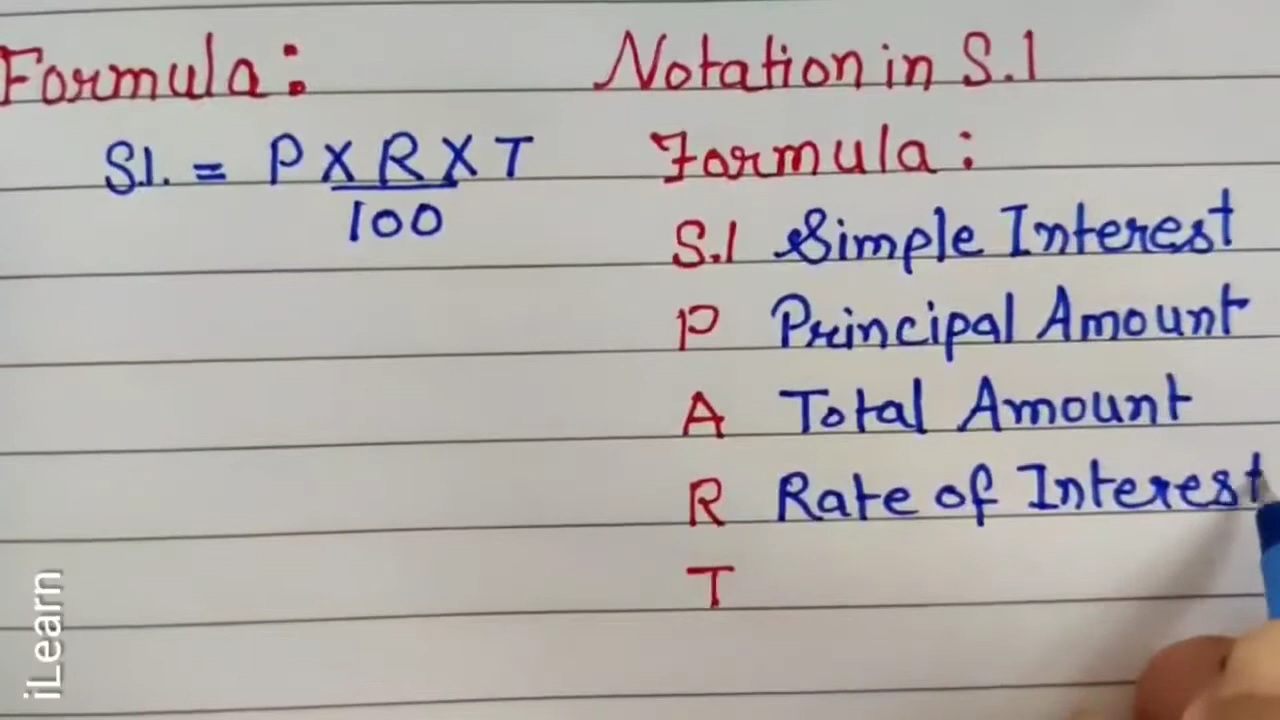 Formula:
S.I. = P X R X T
100
Notation in S.I
Formula:
S.I Simple Interest
P Principal Amount
A Total Amount
R Rate of Interest
T
iLearn